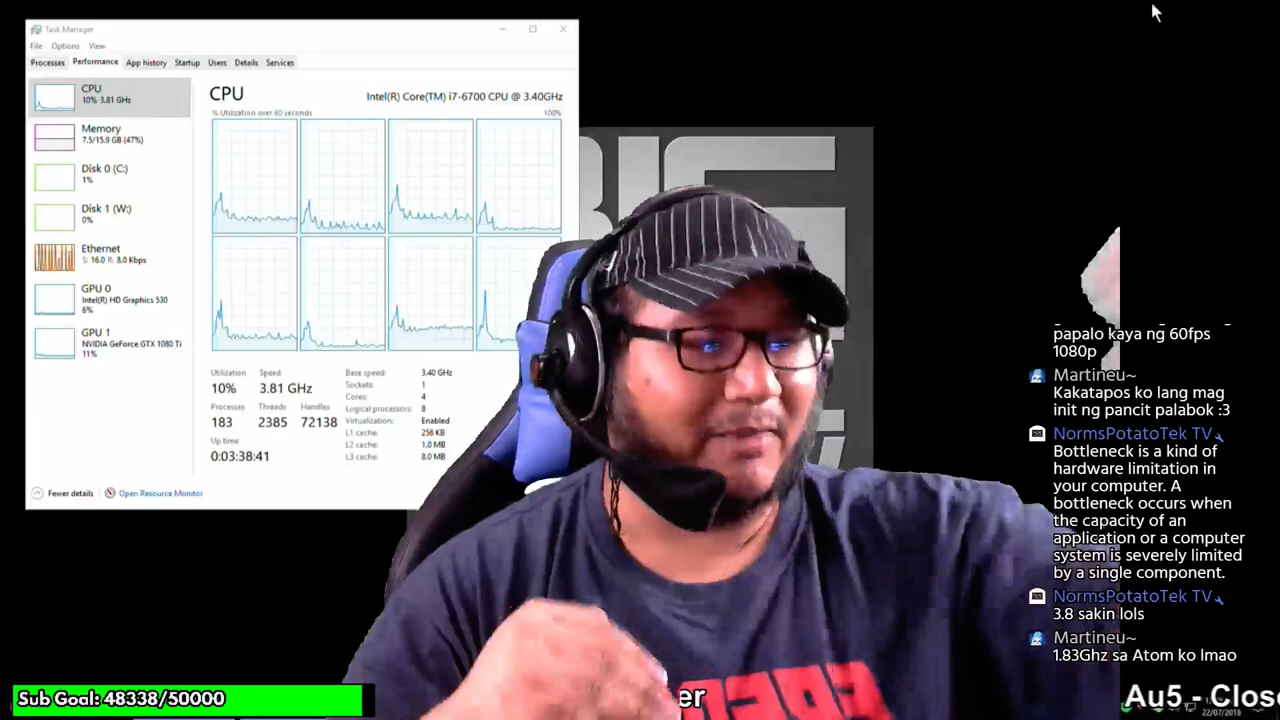 Task Manager
File Options View
Processes Performance App history Startup Users Details Services
CPU
10% 3.81 GHz
Memory
7.5/15.9 GB (47%)
Disk 0 (C:)
1%
Disk 1 (W:)
0%
Ethernet
S: 16.0 R: 8.0 Kbps
GPU 0
Intel(R) HD Graphics 530
6%
GPU 1
NVIDIA GeForce GTX 1080 Ti
11%
CPU
Intel(R) Core(TM) i7-6700 CPU @ 3.40GHz
% Utilization over 60 seconds 100%
Utilization Speed
10% 3.81 GHz
Processes Threads Handles
183 2385 72138
Up time
0:03:38:41
Base speed: 3.40 GHz
Sockets: 1
Cores: 4
Logical processors: 8
Virtualization: Enabled
L1 cache: 256 KB
L2 cache: 1.0 MB
L3 cache: 8.0 MB
Fewer details Open Resource Monitor
papalo kaya ng 60fps
1080p
Martineu~
Kakatapos ko lang mag
NormsPotatoTek TV
Bottleneck is a kind of
hardware limitation in
your computer. A
bottleneck occurs when
the capacity of an
application or a computer
system is severely limited
by a single component.
NormsPotatoTek TV
3.8 sakin lols
Martineu~
1.83Ghz sa Atom ko lmao
Sub Goal: 48338/50000
er
Au5 - Close
22/07/2018